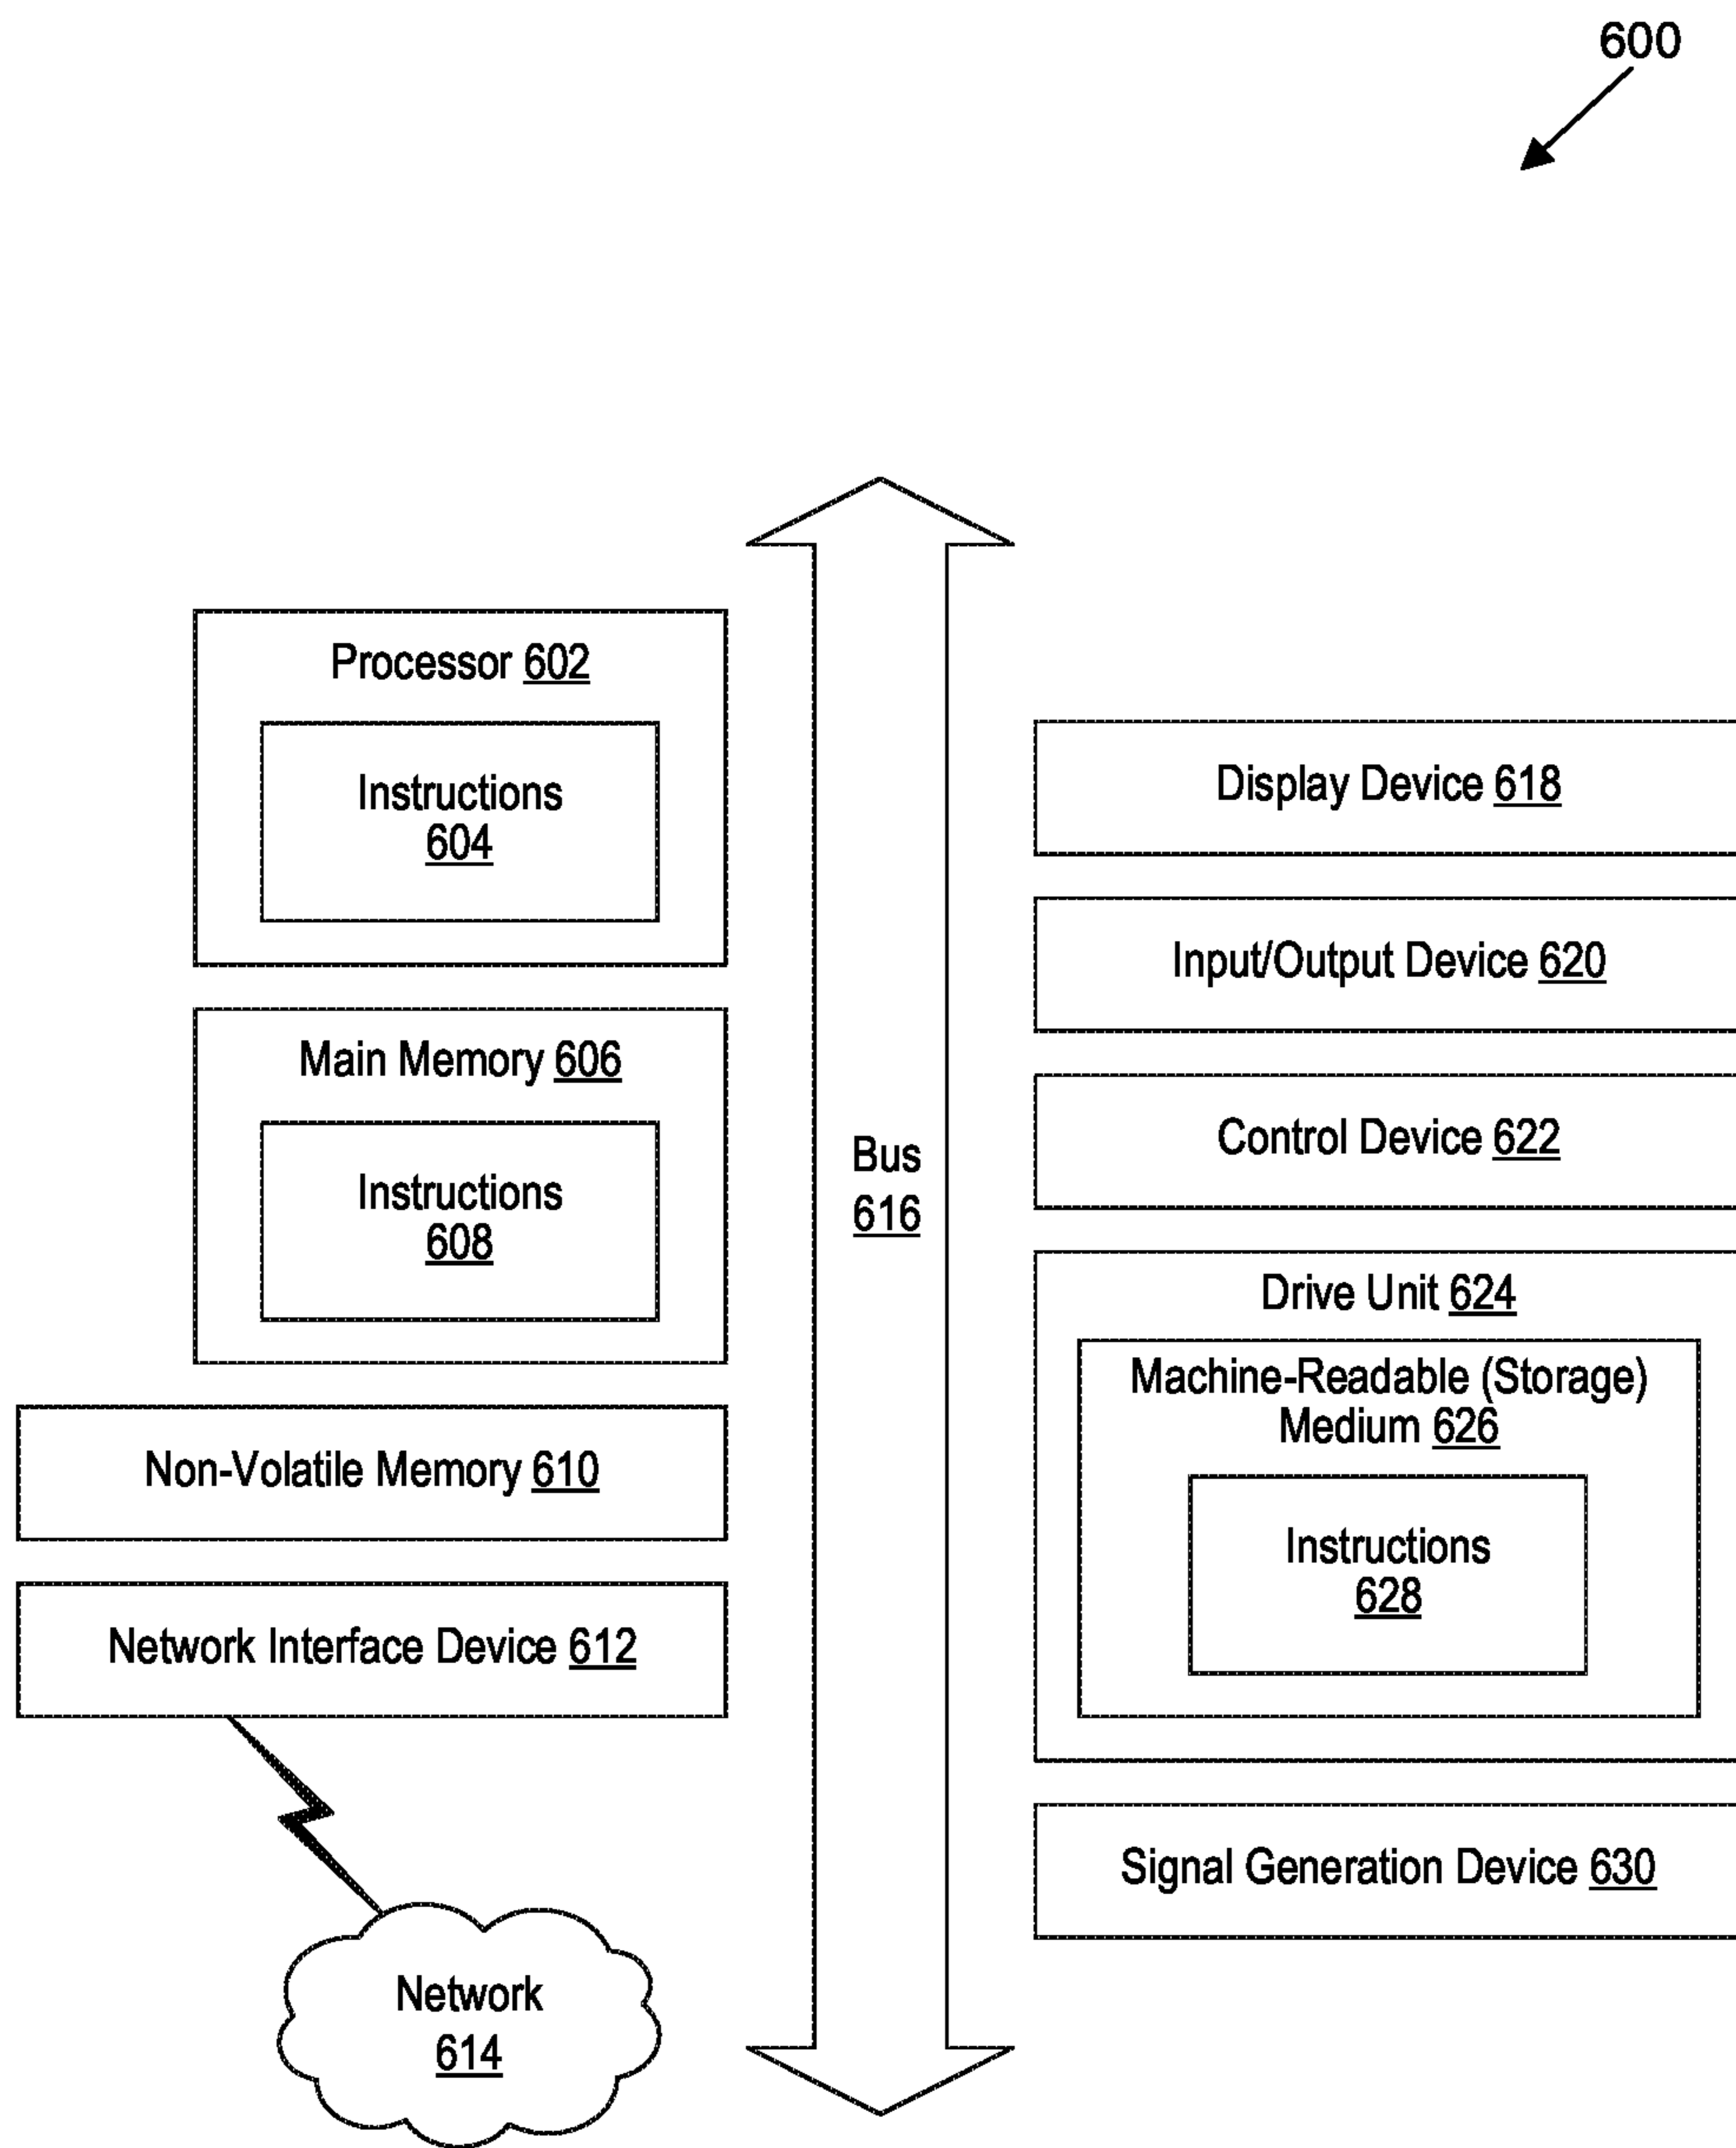 600
Processor 602
Instructions
604
Main Memory 606
Instructions
608
Non-Volatile Memory 610
Network Interface Device 612
Network
614
Bus
616
Display Device 618
Input/Output Device 620
Control Device 622
Drive Unit 624
Machine-Readable (Storage)
Medium 626
Instructions
628
Signal Generation Device 630